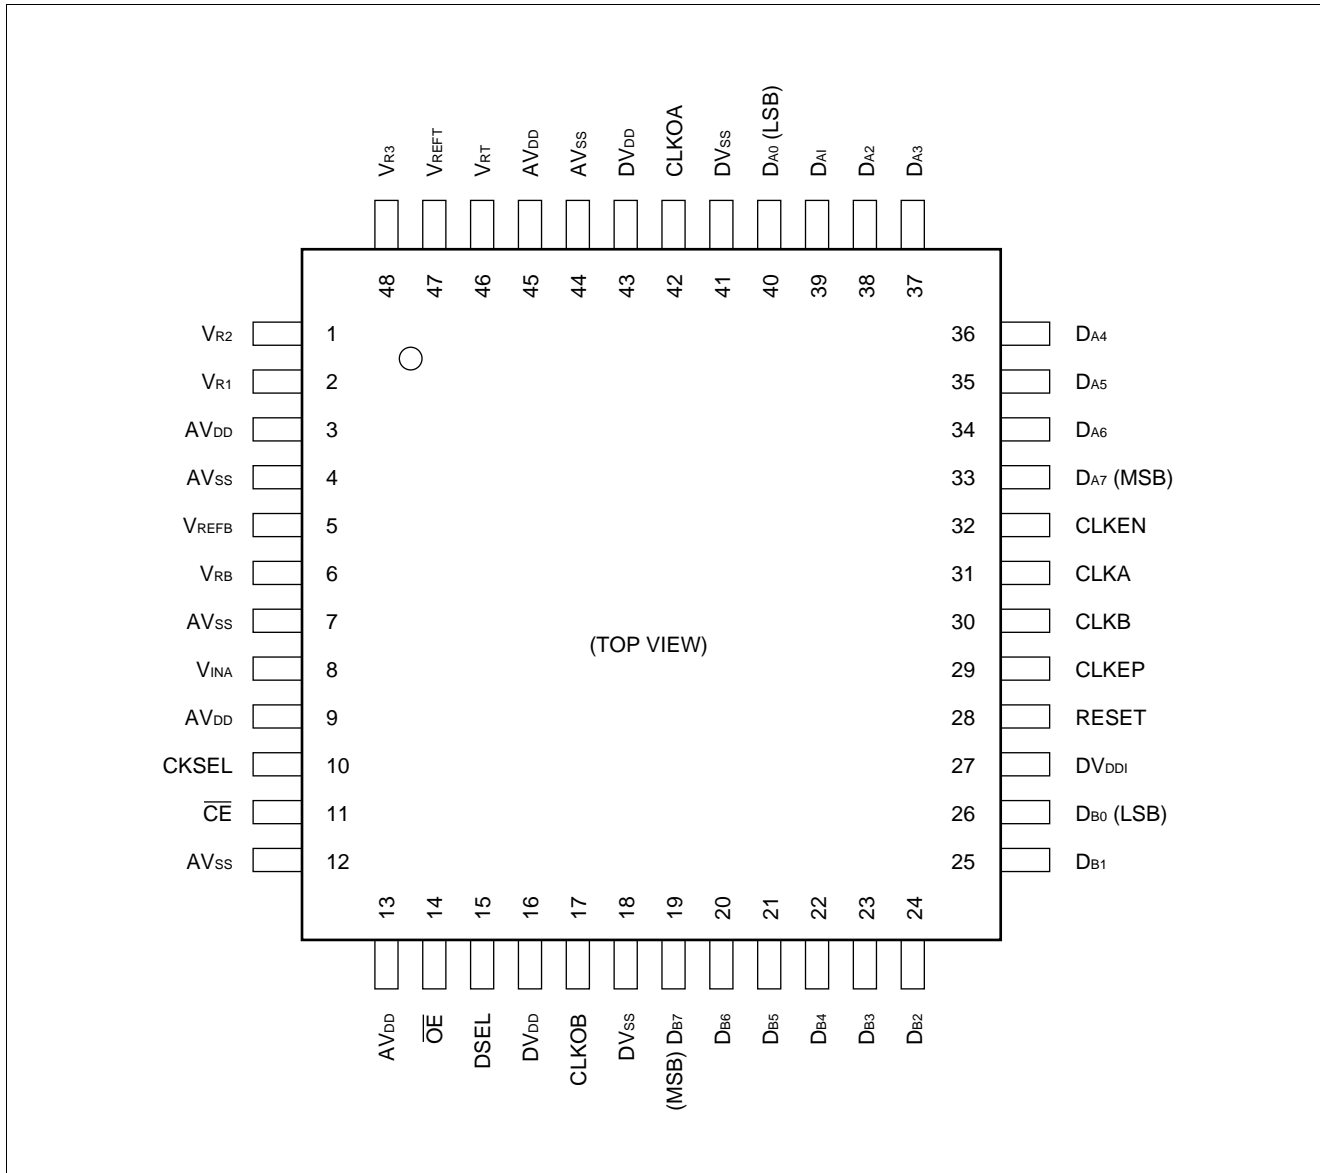 VR3 VREFT VRT AVDD AVSS DVDD CLKOA DVSS DA0 (LSB) DAI DA2 DA3
48 47 46 45 44 43 42 41 40 39 38 37
VR2 1 36 DA4
VR1 2 35 DA5
AVDD 3 34 DA6
AVSS 4 33 DA7 (MSB)
VREFB 5 32 CLKEN
VRB 6 31 CLKA
AVSS 7 30 CLKB
(TOP VIEW)
VINA 8 29 CLKEP
AVDD 9 28 RESET
CKSEL 10 27 DVDDI
C̅E̅ 11 26 DB0 (LSB)
AVSS 12 25 DB1
13 14 15 16 17 18 19 20 21 22 23 24
AVDD O̅E̅ DSEL DVDD CLKOB DVSS (MSB) DB7 DB6 DB5 DB4 DB3 DB2